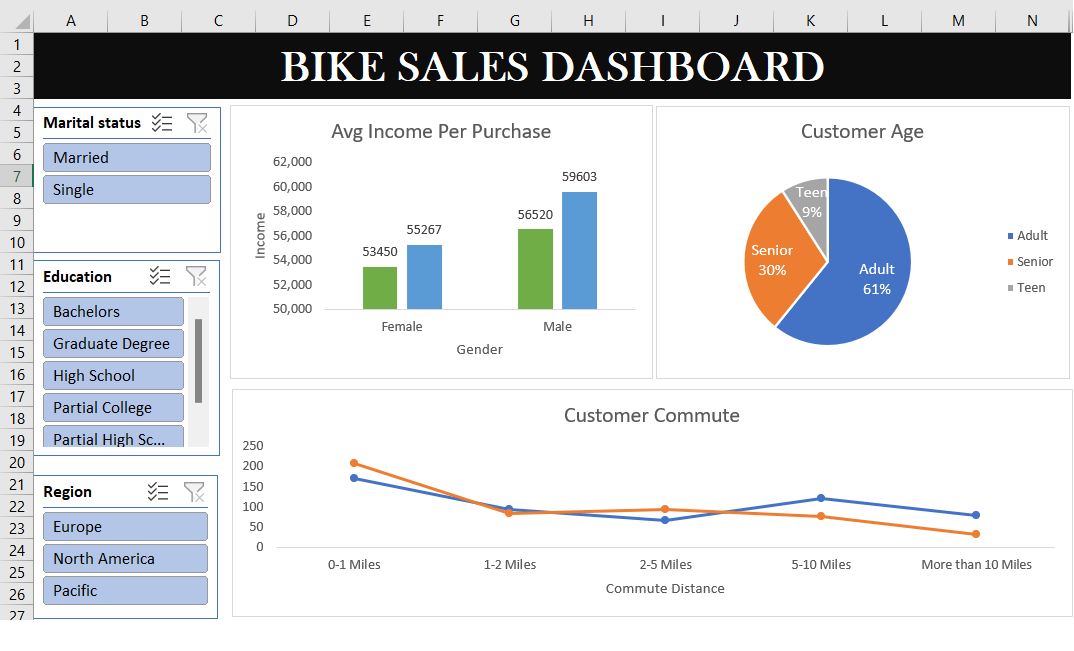 A B C D E F G H I J K L M N
1
2
3
4
5
6
7
8
9
10
11
12
13
14
15
16
17
18
19
20
21
22
23
24
25
26
27
BIKE SALES DASHBOARD
Marital status
Married
Single
Education
Bachelors
Graduate Degree
High School
Partial College
Partial High Sc...
Region
Europe
North America
Pacific
Avg Income Per Purchase
62,000
60,000
58,000
56,000
54,000
52,000
50,000
Income
53450
55267
56520
59603
Female Male
Gender
Customer Age
Teen
9%
Senior
30%
Adult
61%
Adult
Senior
Teen
Customer Commute
250
200
150
100
50
0
0-1 Miles 1-2 Miles 2-5 Miles 5-10 Miles More than 10 Miles
Commute Distance